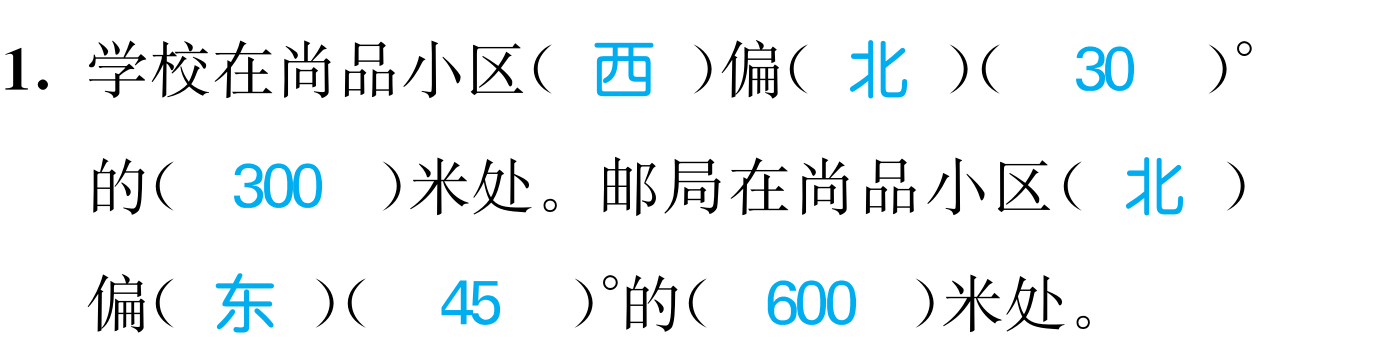 1. 学校在尚品小区( 西 )偏( 北 )( 30 )°
的( 300 )米处。邮局在尚品小区( 北 )
偏( 东 )( 45 )°的( 600 )米处。